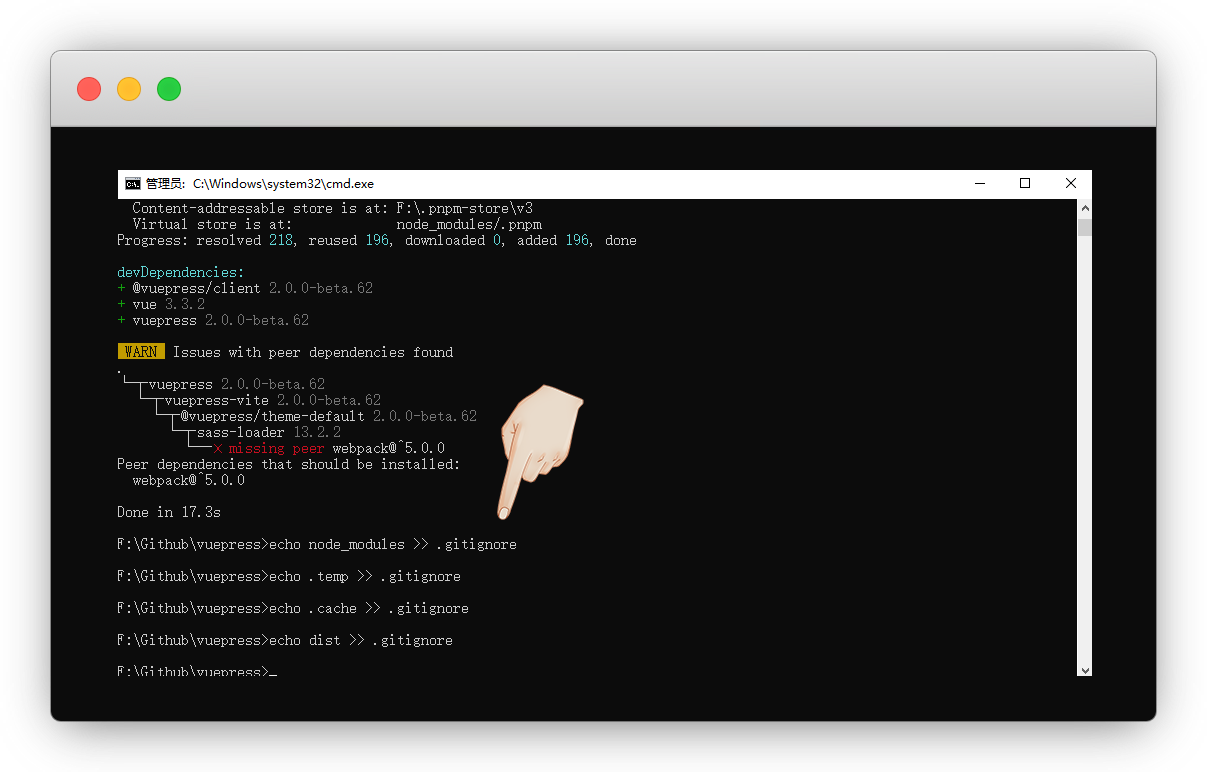 管理员: C:\Windows\system32\cmd.exe
Content-addressable store is at: F:\.pnpm-store\v3
Virtual store is at: node_modules/.pnpm
Progress: resolved 218, reused 196, downloaded 0, added 196, done
devDependencies:
+ @vuepress/client 2.0.0-beta.62
+ vue 3.3.2
+ vuepress 2.0.0-beta.62
WARN Issues with peer dependencies found
.
└─┬ vuepress 2.0.0-beta.62
└─┬ vuepress-vite 2.0.0-beta.62
└─┬ @vuepress/theme-default 2.0.0-beta.62
└─┬ sass-loader 13.2.2
└── ✕ missing peer webpack@^5.0.0
Peer dependencies that should be installed:
webpack@^5.0.0
Done in 17.3s
F:\Github\vuepress>echo node_modules >> .gitignore
F:\Github\vuepress>echo .temp >> .gitignore
F:\Github\vuepress>echo .cache >> .gitignore
F:\Github\vuepress>echo dist >> .gitignore
F:\Github\vuepress>_